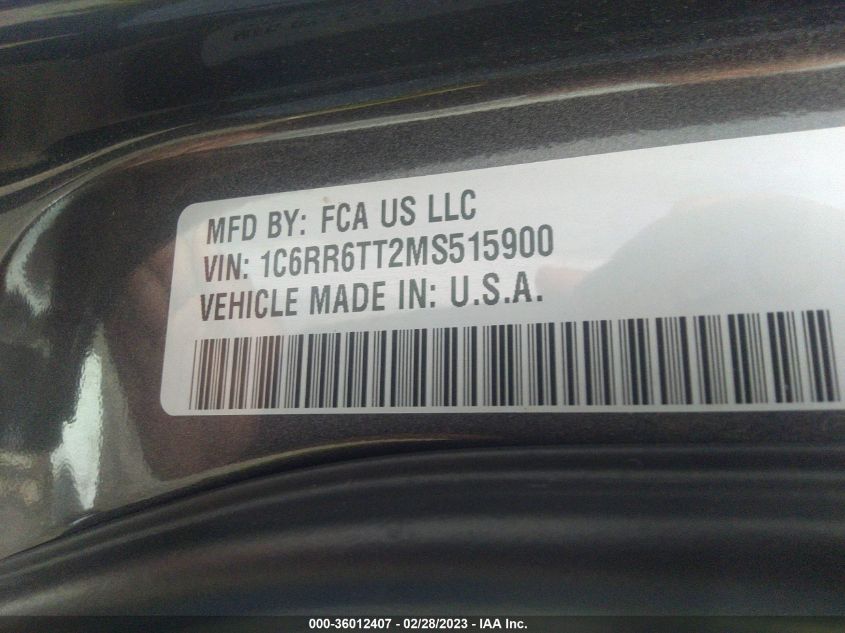 MFD BY: FCA US LLC
VIN: 1C6RR6TT2MS515900
VEHICLE MADE IN: U.S.A.
000-36012407 - 02/28/2023 - IAA Inc.